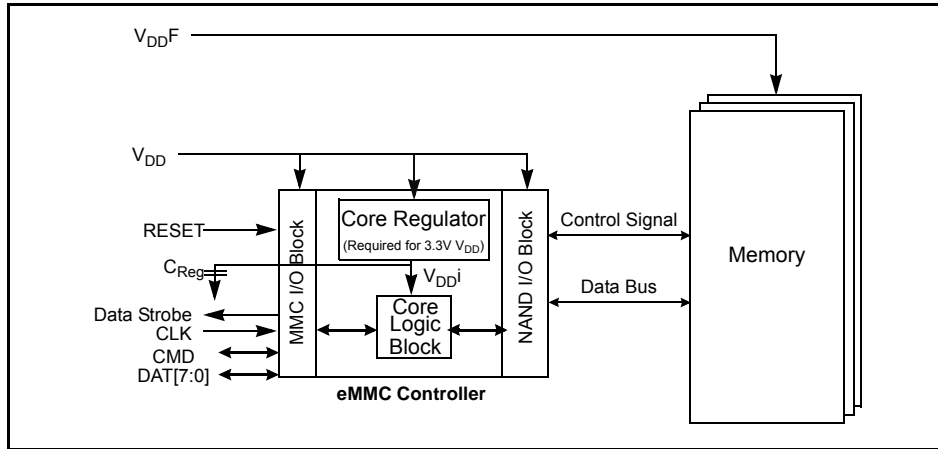 VDDF
VDD
RESET
CReg
Data Strobe
CLK
CMD
DAT[7:0]
MMC I/O Block
Core Regulator
(Required for 3.3V VDD)
VDDi
Core
Logic
Block
NAND I/O Block
eMMC Controller
Control Signal
Data Bus
Memory